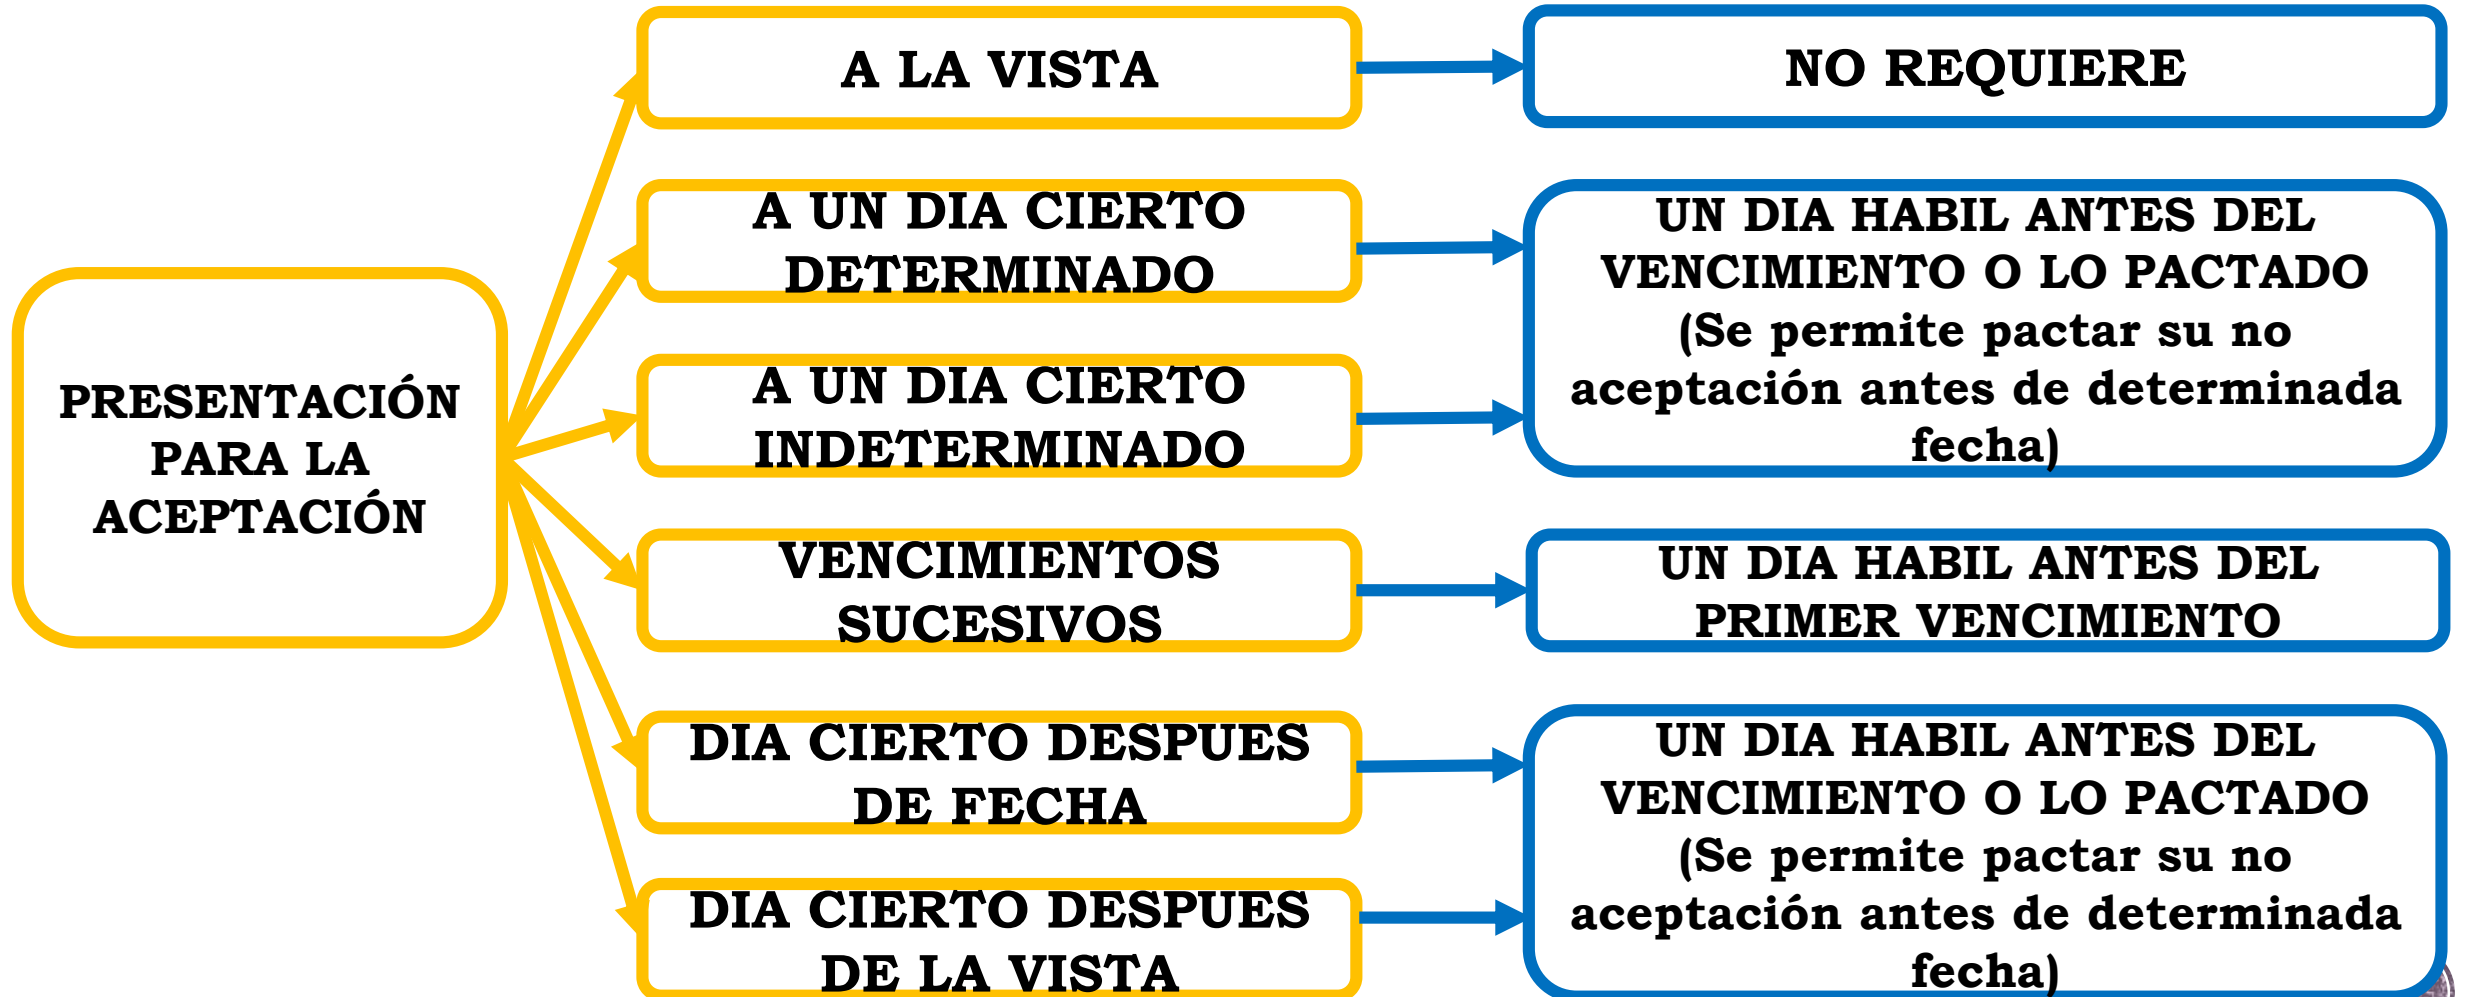 PRESENTACIÓN
PARA LA
ACEPTACIÓN
A LA VISTA
NO REQUIERE
A UN DIA CIERTO
DETERMINADO
A UN DIA CIERTO
INDETERMINADO
UN DIA HABIL ANTES DEL
VENCIMIENTO O LO PACTADO
(Se permite pactar su no
aceptación antes de determinada
fecha)
VENCIMIENTOS
SUCESIVOS
UN DIA HABIL ANTES DEL
PRIMER VENCIMIENTO
DIA CIERTO DESPUES
DE FECHA
DIA CIERTO DESPUES
DE LA VISTA
UN DIA HABIL ANTES DEL
VENCIMIENTO O LO PACTADO
(Se permite pactar su no
aceptación antes de determinada
fecha)